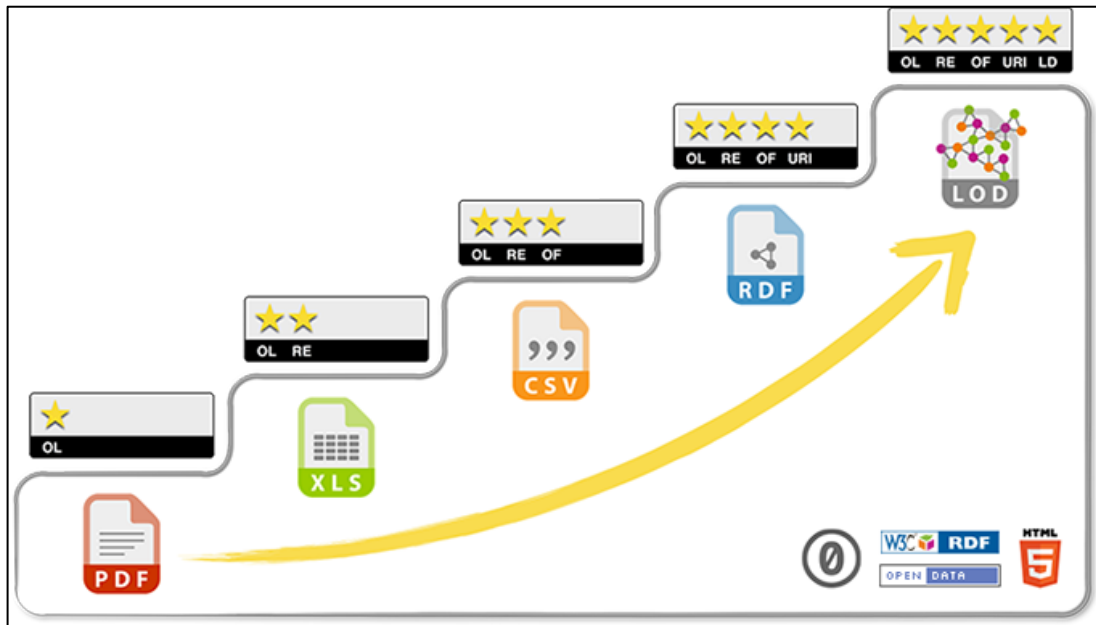 OL RE OF URI LD
LOD
OL RE OF URI
RDF
OL RE OF
,,,
CSV
OL RE
XLS
OL
PDF
0
W3C RDF
OPEN DATA
HTML
5